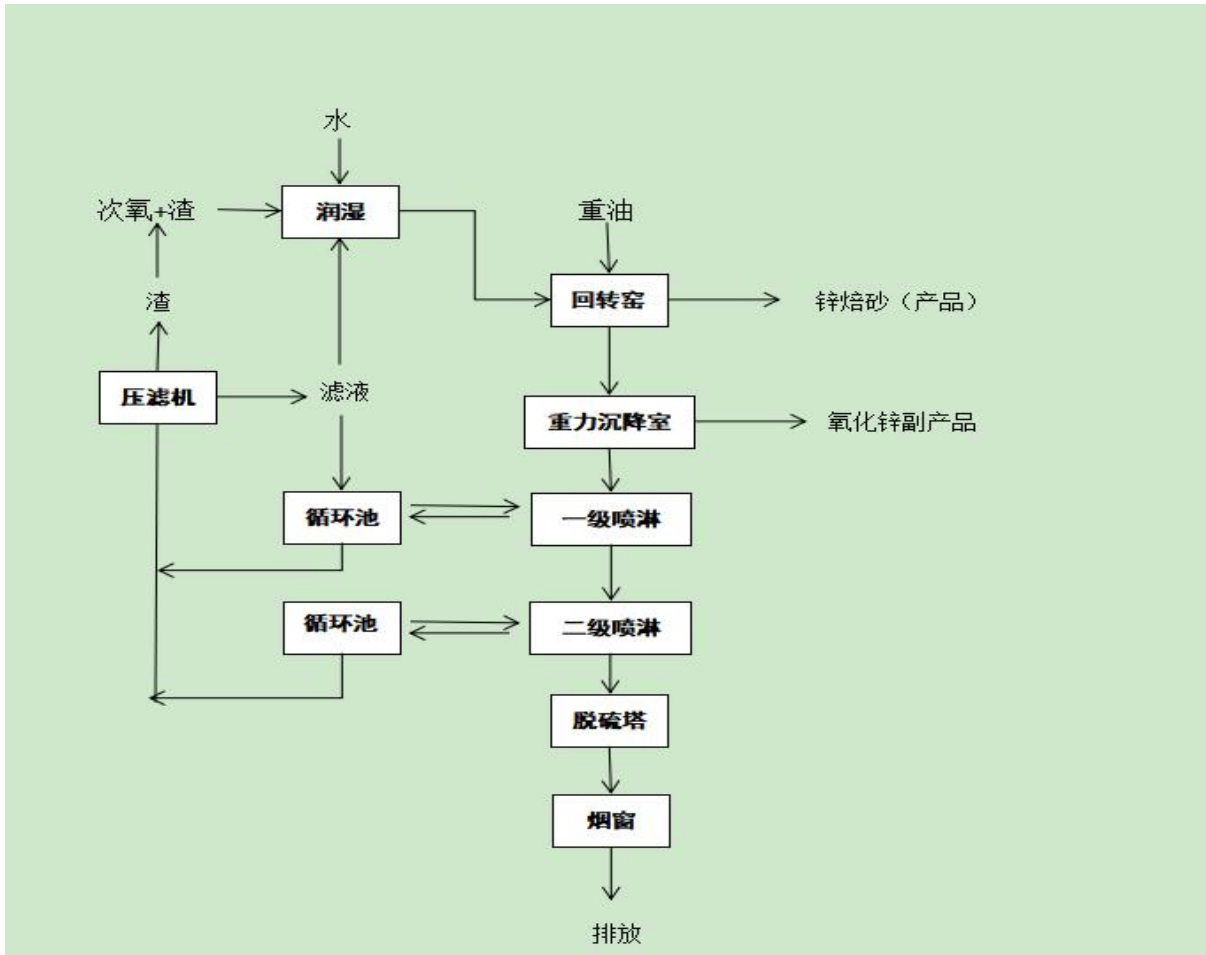 水
次氧+渣
润湿
重油
渣
回转窑
锌焙砂（产品）
压滤机
滤液
重力沉降室
氧化锌副产品
循环池
一级喷淋
循环池
二级喷淋
脱硫塔
烟窗
排放